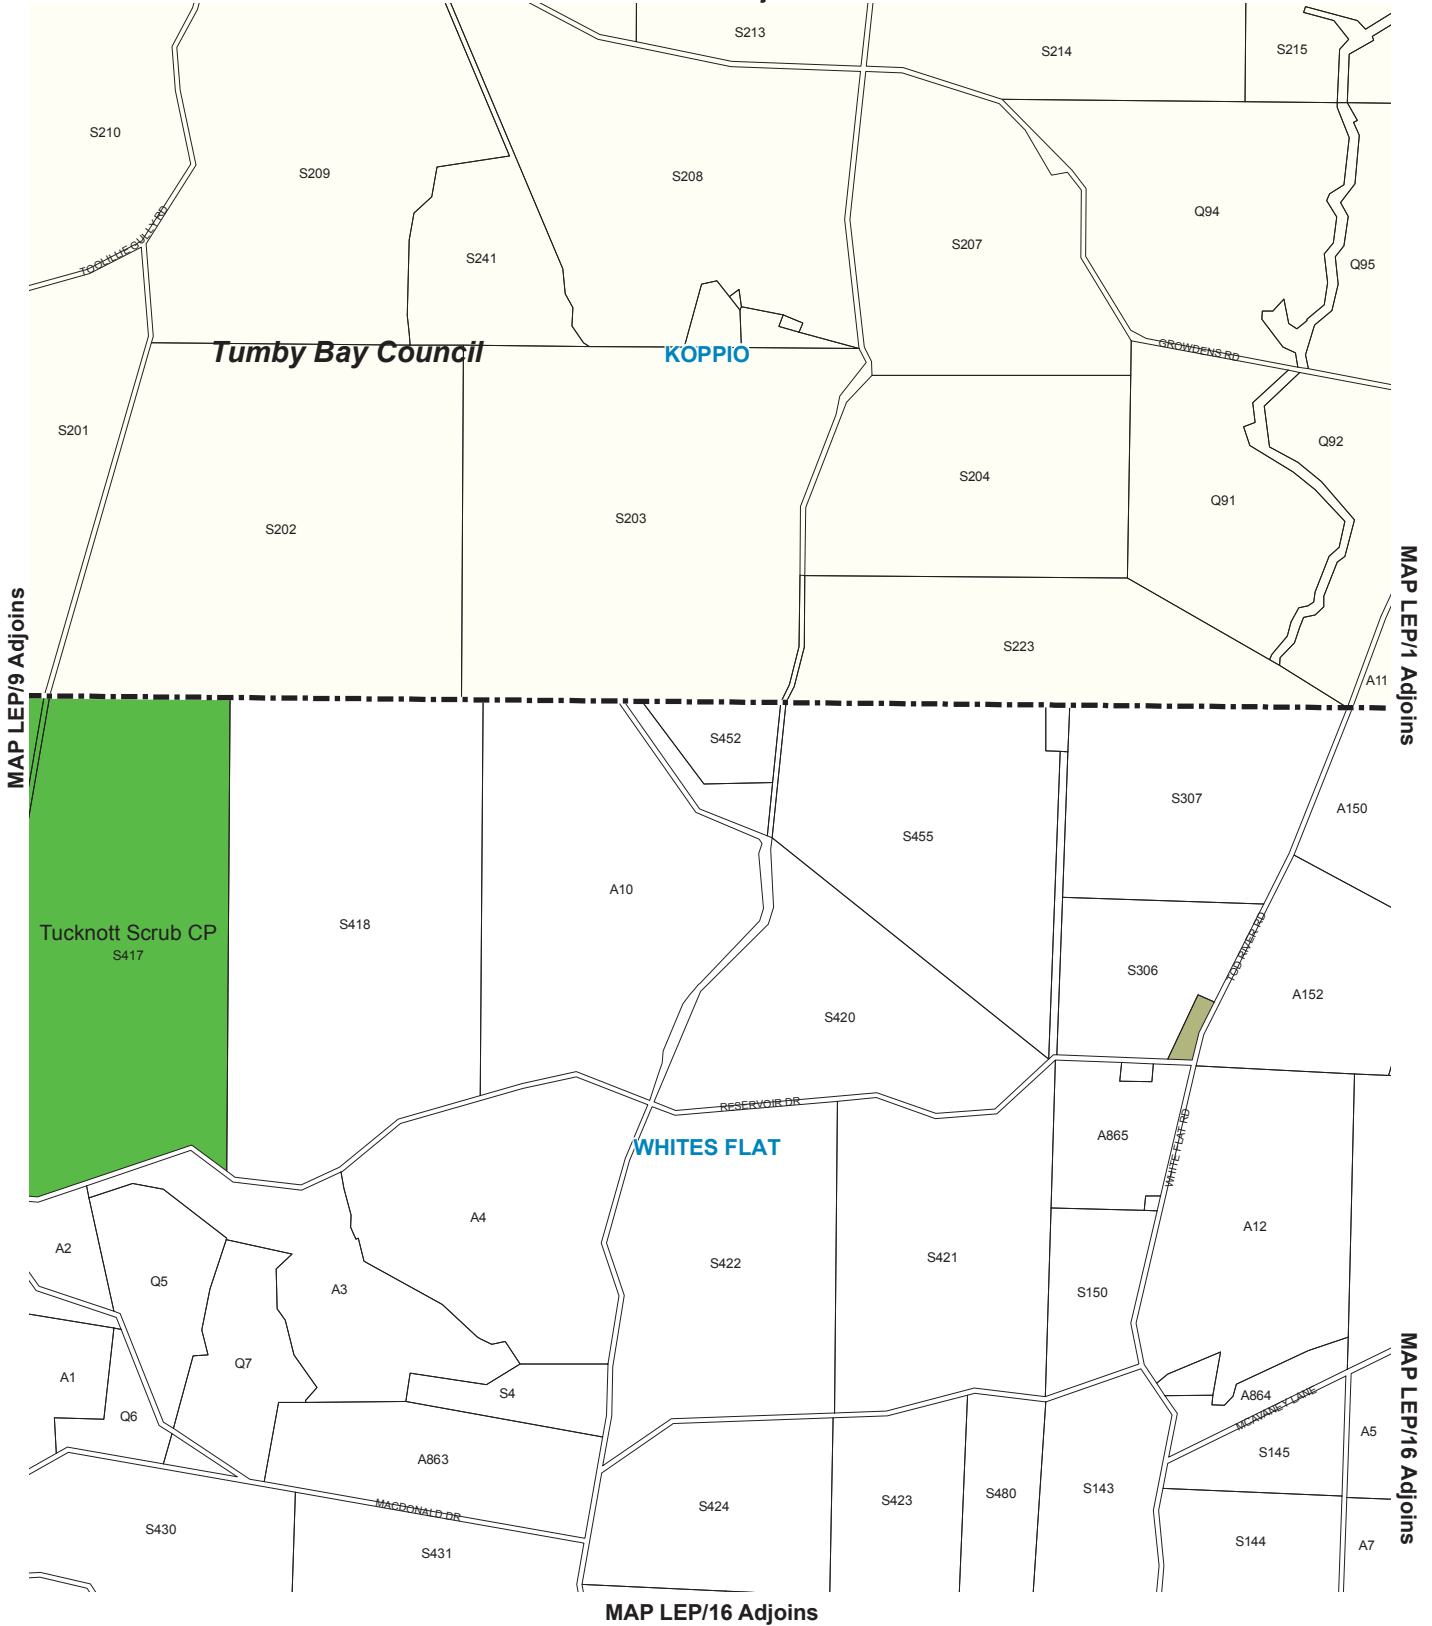 S213
S214
S215
S210
S209
S208
Q94
S207
TOOLILLIE GULLY RD
S241
Q95
Tumby Bay Council
KOPPIO
GROWDENS RD
S201
Q92
S204
Q91
S202
S203
MAP LEP/9 Adjoins
MAP LEP/1 Adjoins
S223
A11
S452
S307
A150
S455
A10
S418
Tucknott Scrub CP
S417
TOD RIVER RD
S306
A152
S420
RESERVOIR DR
A865
WHITES FLAT
WHITE FLAT RD
A4
A12
A2
Q5
S422
S421
A3
S150
Q7
A1
S4
A864
MCAVANEY LANE
Q6
MAP LEP/16 Adjoins
A5
A863
S145
S143
S480
S423
S424
MACDONALD DR
S430
S431
S144
A7
MAP LEP/16 Adjoins